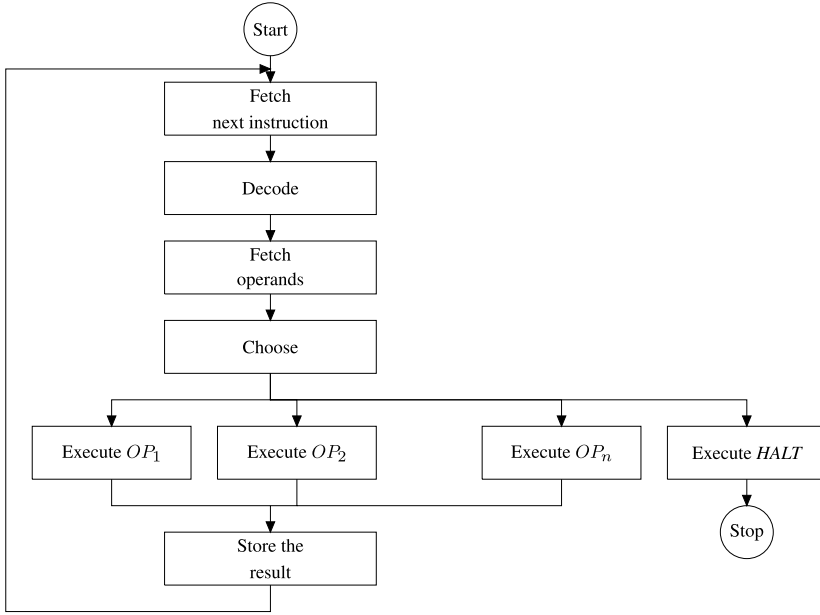 Start
Fetch
next instruction
Decode
Fetch
operands
Choose
Execute OP₁
Execute OP₂
Execute OPₙ
Execute HALT
Store the
result
Stop